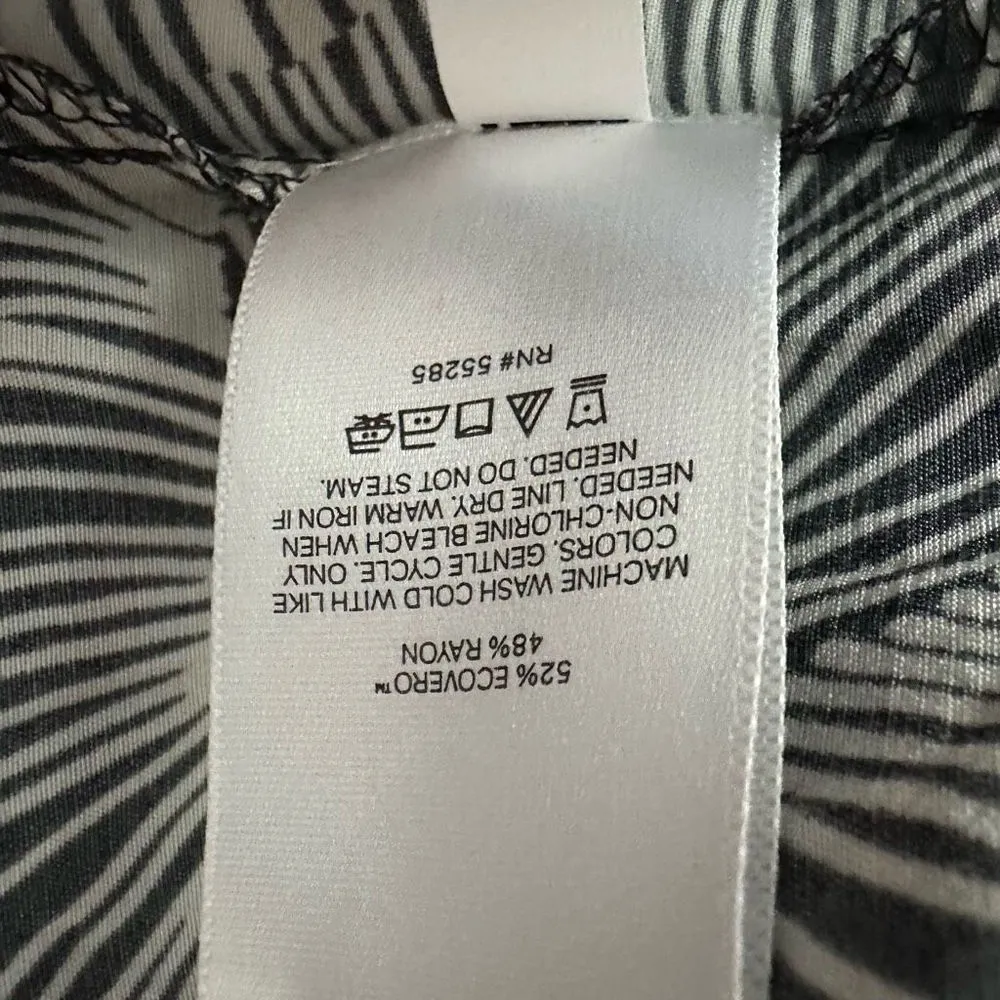 52% ECOVERO™
48% RAYON
MACHINE WASH COLD WITH LIKE
COLORS. GENTLE CYCLE. ONLY
NON-CHLORINE BLEACH WHEN
NEEDED. LINE DRY. WARM IRON IF
NEEDED. DO NOT STEAM.
RN# 55285